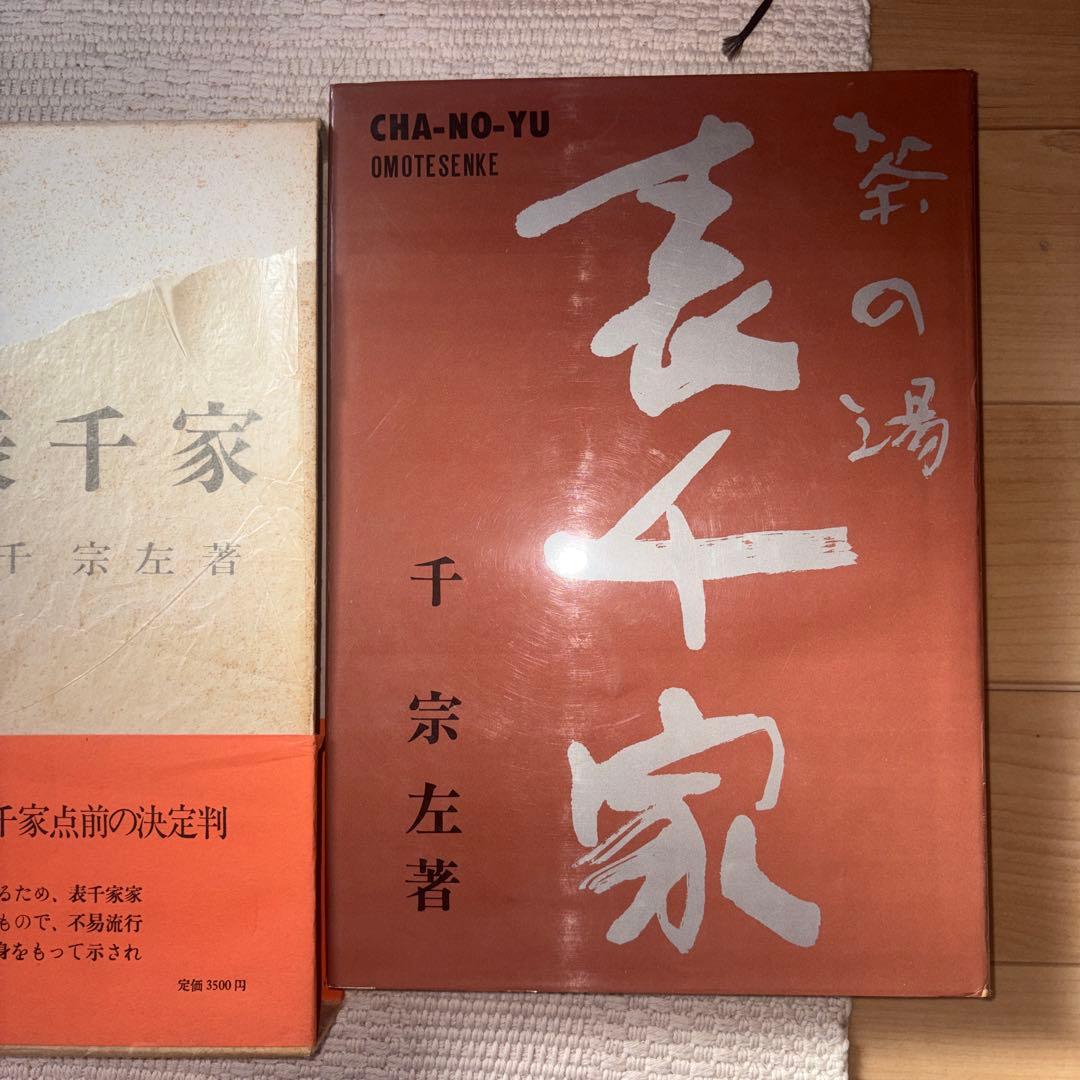 表千家
千宗左著
千家点前の決定判
るため、表千家家
もので、不易流行
身をもって示され
定価3500円
CHA-NO-YU
OMOTESENKE
茶の湯
表千家
千宗左著